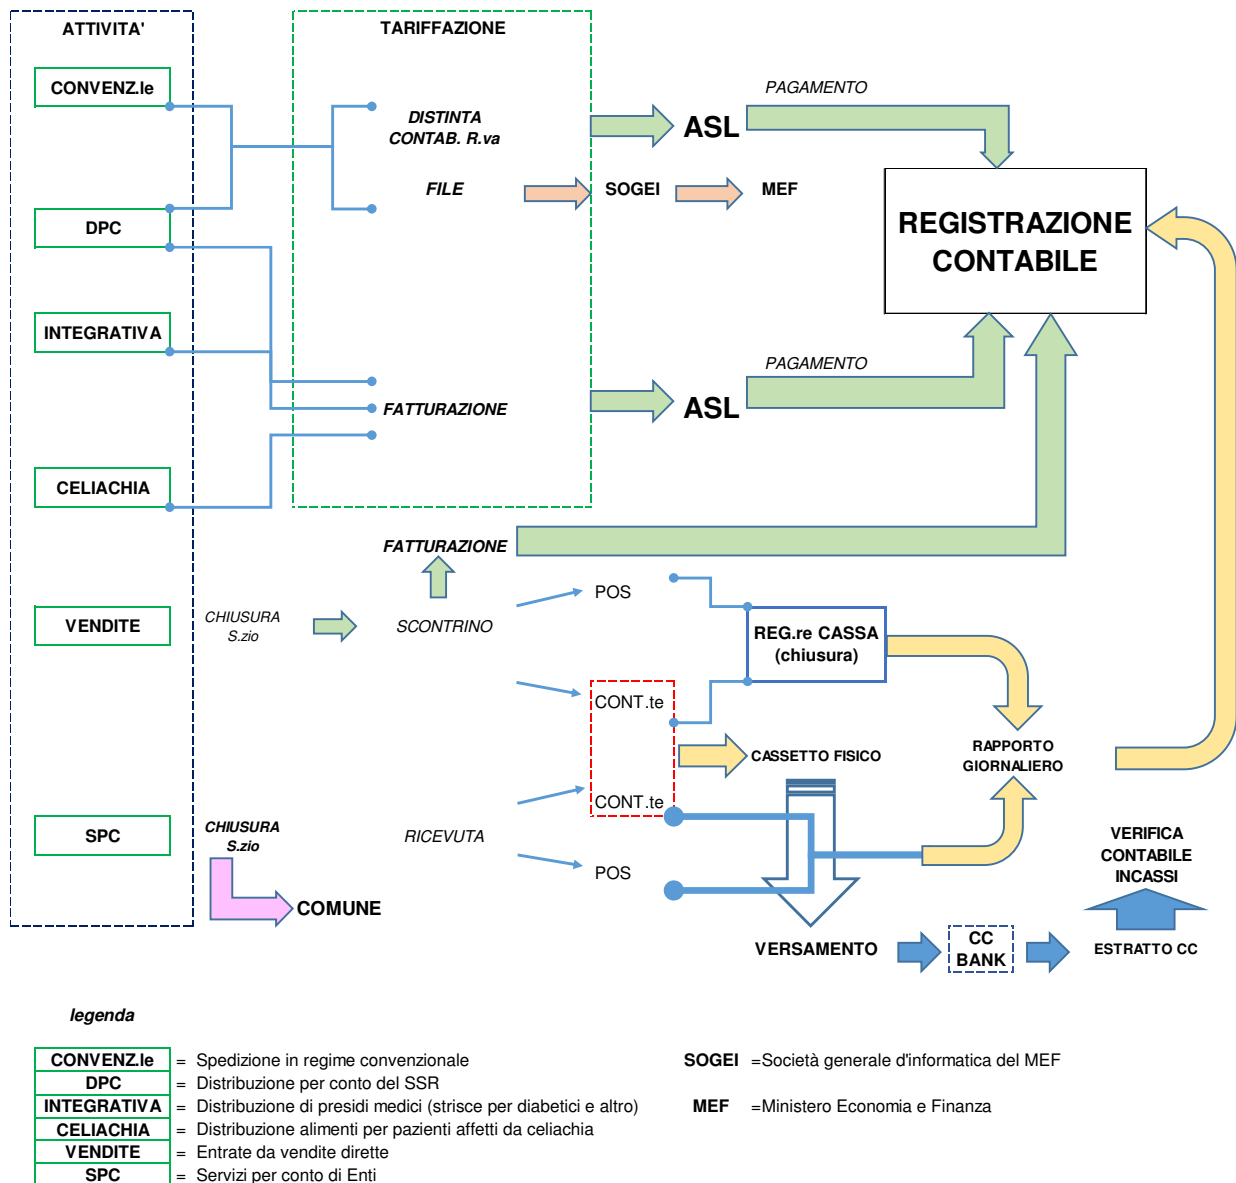 ATTIVITA'
TARIFFAZIONE
CONVENZ.le
PAGAMENTO
DISTINTA
CONTAB. R.va
ASL
FILE
SOGEI
MEF
REGISTRAZIONE
CONTABILE
DPC
INTEGRATIVA
PAGAMENTO
FATTURAZIONE
ASL
CELIACHIA
FATTURAZIONE
POS
VENDITE
CHIUSURA
S.zio
SCONTRINO
REG.re CASSA
(chiusura)
CONT.te
CASSETTO FISICO
RAPPORTO
GIORNALIERO
CONT.te
SPC
CHIUSURA
S.zio
RICEVUTA
POS
VERIFICA
CONTABILE
INCASSI
COMUNE
VERSAMENTO
CC
BANK
ESTRATTO CC
legenda
CONVENZ.le = Spedizione in regime convenzionale
SOGEI =Società generale d'informatica del MEF
DPC = Distribuzione per conto del SSR
INTEGRATIVA = Distribuzione di presidi medici (strisce per diabetici e altro)
MEF =Ministero Economia e Finanza
CELIACHIA = Distribuzione alimenti per pazienti affetti da celiachia
VENDITE = Entrate da vendite dirette
SPC = Servizi per conto di Enti